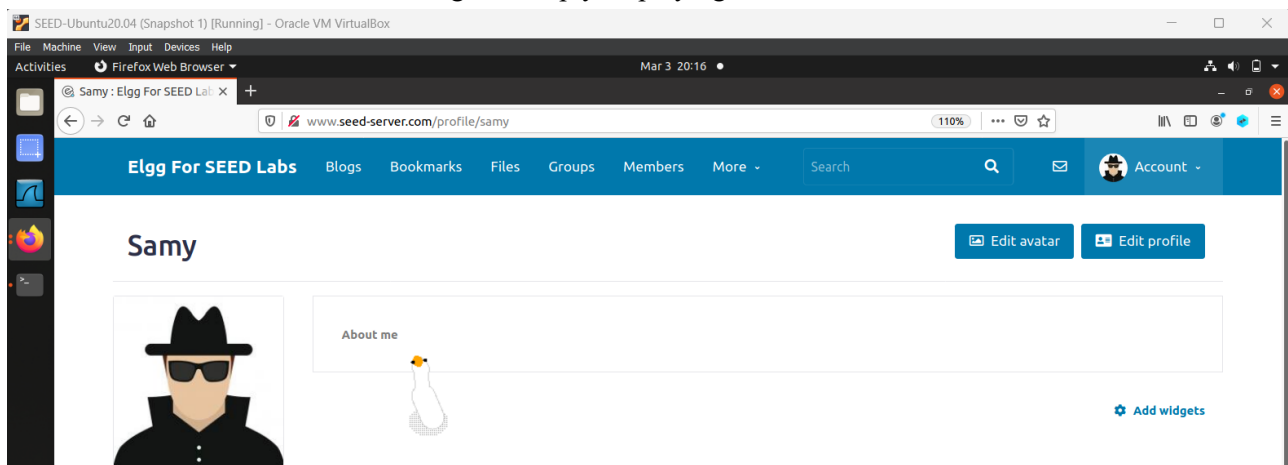 SEED-Ubuntu20.04 (Snapshot 1) [Running] - Oracle VM VirtualBox
File Machine View Input Devices Help
Activities Firefox Web Browser Mar 3 20:16
Samy : Elgg For SEED Lab
www.seed-server.com/profile/samy 110%
Elgg For SEED Labs Blogs Bookmarks Files Groups Members More Search Account
Samy Edit avatar Edit profile
About me
Add widgets